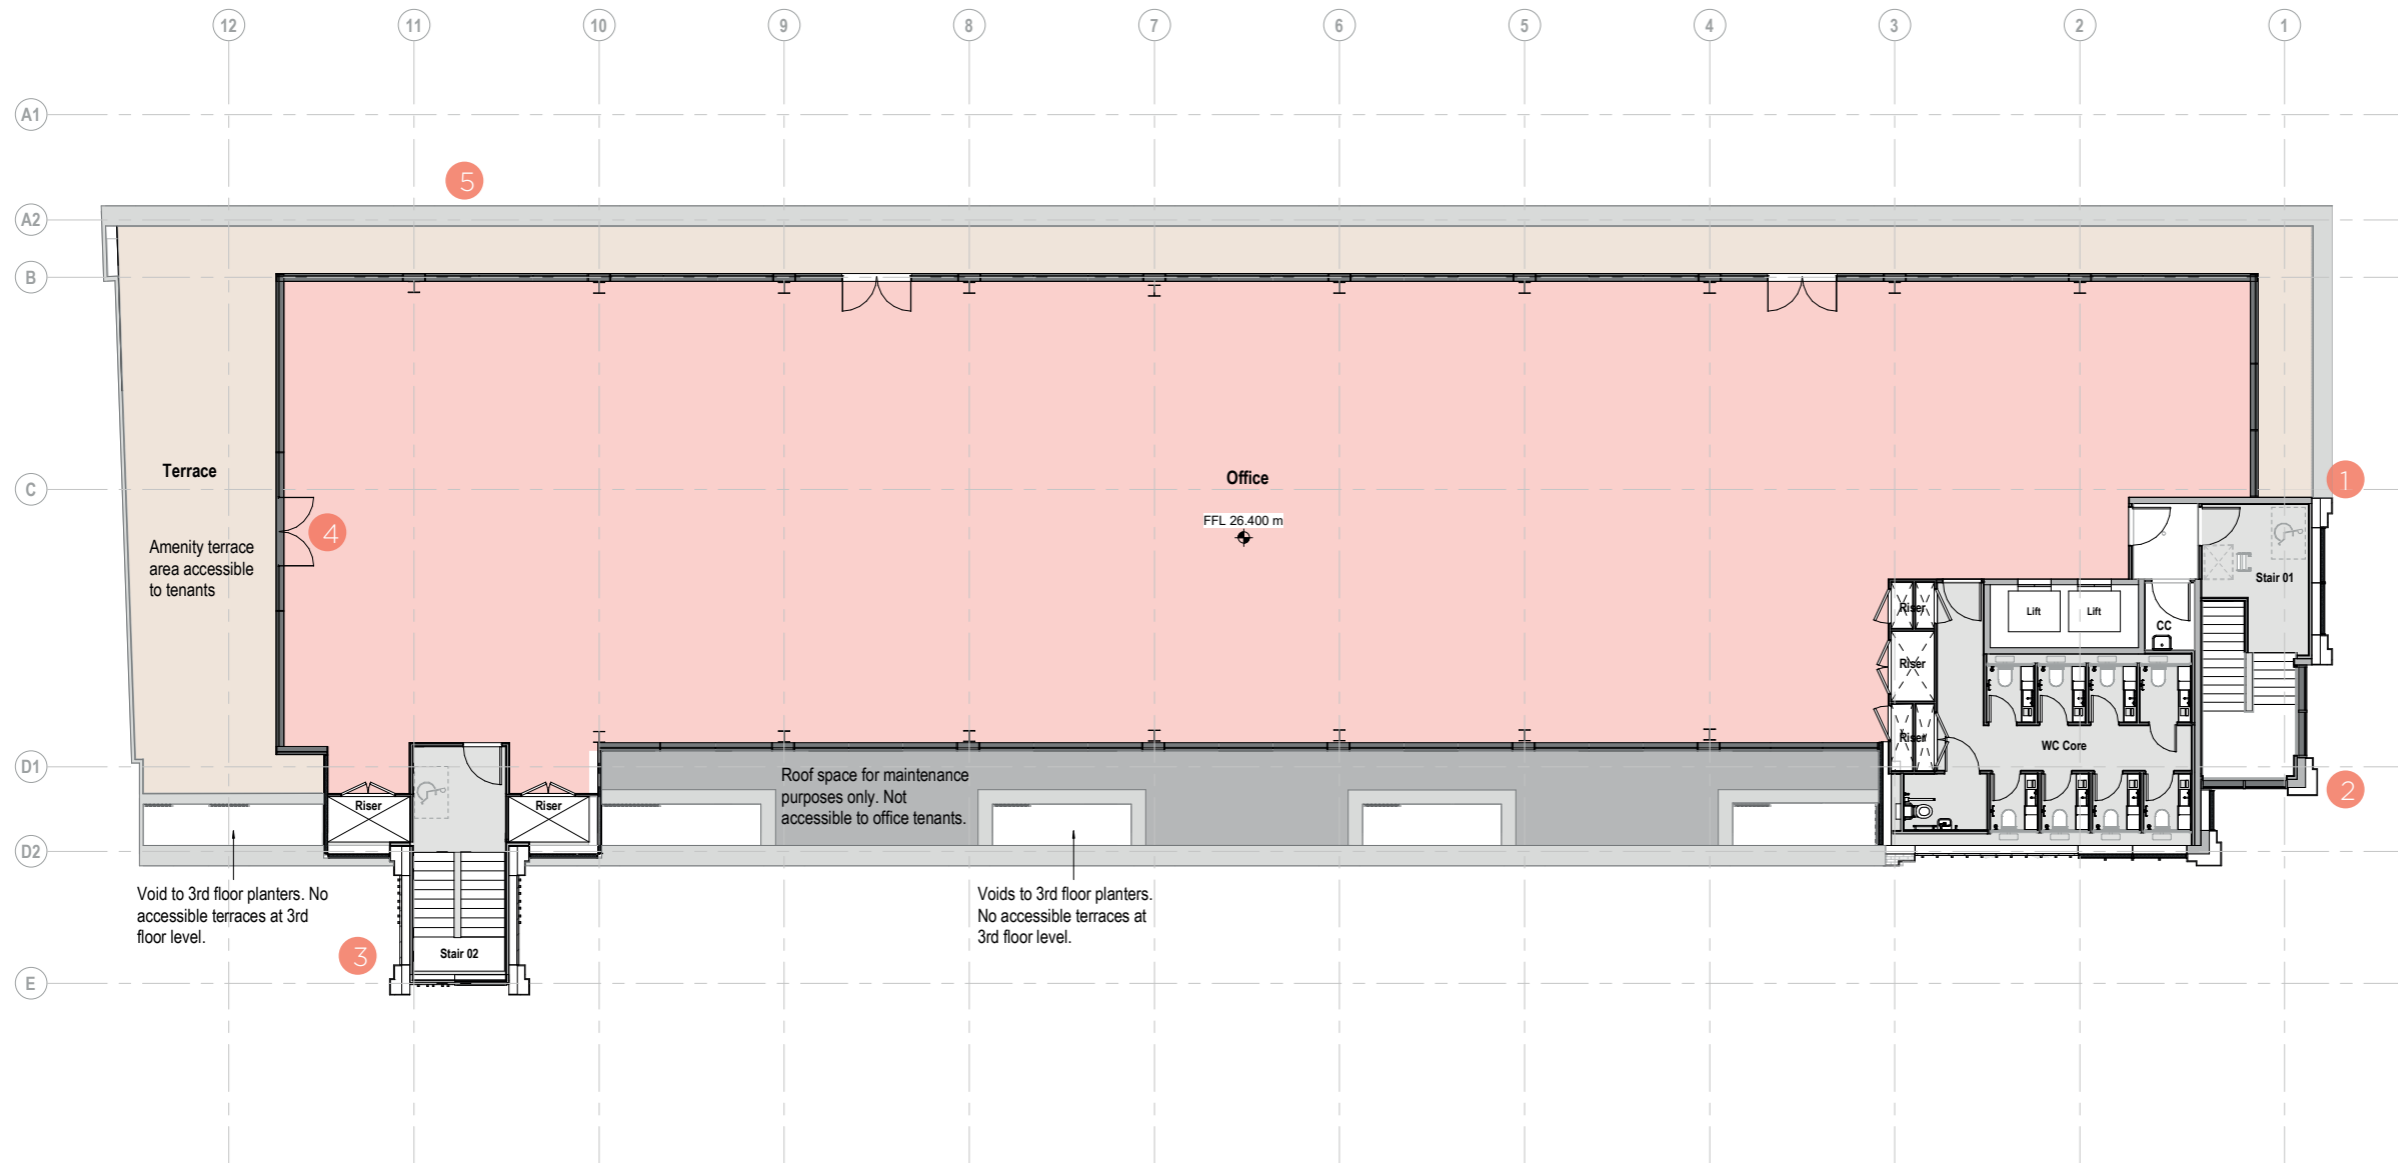 12 11 10 9 8 7 6 5 4 3 2 1
A1
5
A2
B
Terrace
Office
C
1
FFL 26.400 m
4
Amenity terrace
area accessible
to tenants
Stair 01
Riser
Lift
Lift
CC
Riser
Riser
WC Core
D1
Roof space for maintenance
purposes only. Not
accessible to office tenants.
2
Riser
Riser
D2
Void to 3rd floor planters. No
accessible terraces at 3rd
floor level.
Voids to 3rd floor planters.
No accessible terraces at
3rd floor level.
3
Stair 02
E